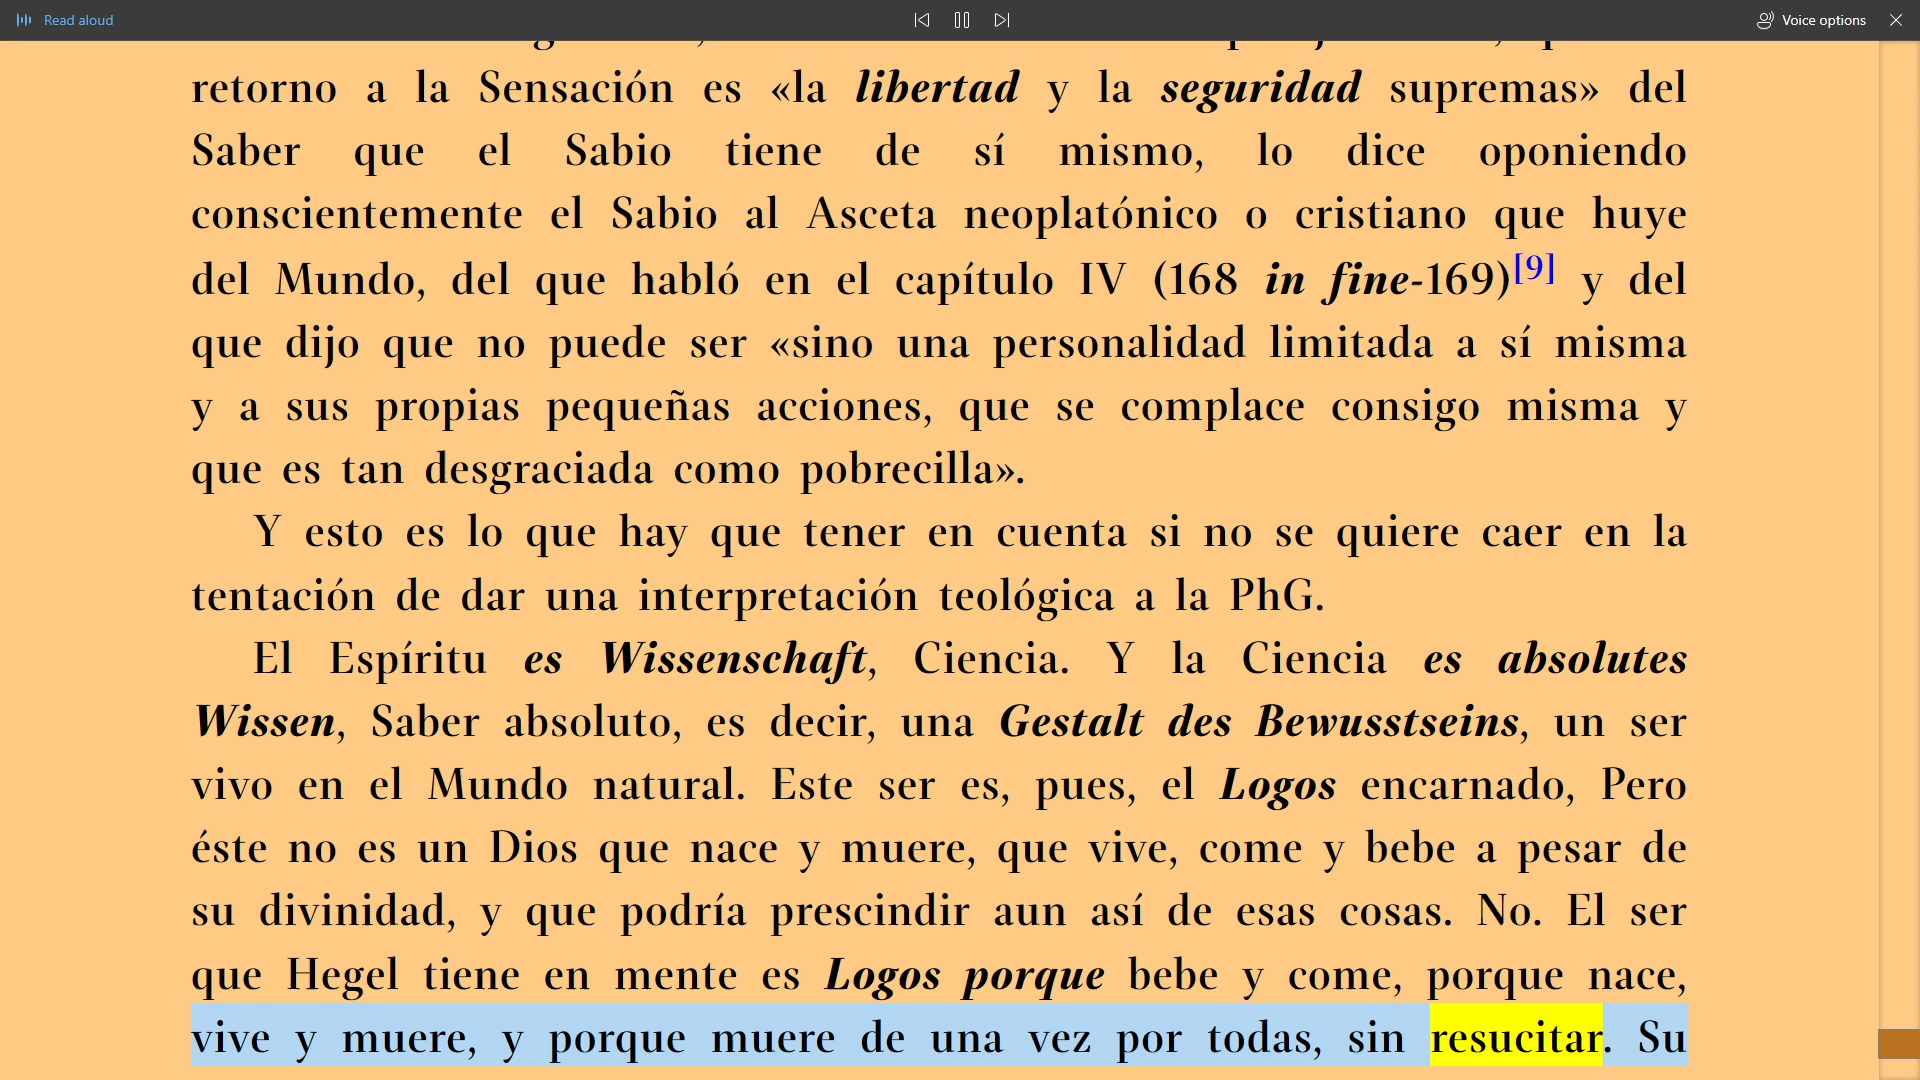 Read aloud
Voice options
retorno a la Sensación es «la libertad y la seguridad supremas» del
Saber que el Sabio tiene de sí mismo, lo dice oponiendo
conscientemente el Sabio al Asceta neoplatónico o cristiano que huye
del Mundo, del que habló en el capítulo IV (168 in fine-169)[9] y del
que dijo que no puede ser «sino una personalidad limitada a sí misma
y a sus propias pequeñas acciones, que se complace consigo misma y
que es tan desgraciada como pobrecilla».
Y esto es lo que hay que tener en cuenta si no se quiere caer en la
tentación de dar una interpretación teológica a la PhG.
El Espíritu es Wissenschaft, Ciencia. Y la Ciencia es absolutes
Wissen, Saber absoluto, es decir, una Gestalt des Bewusstseins, un ser
vivo en el Mundo natural. Este ser es, pues, el Logos encarnado, Pero
éste no es un Dios que nace y muere, que vive, come y bebe a pesar de
su divinidad, y que podría prescindir aun así de esas cosas. No. El ser
que Hegel tiene en mente es Logos porque bebe y come, porque nace,
vive y muere, y porque muere de una vez por todas, sin resucitar. Su